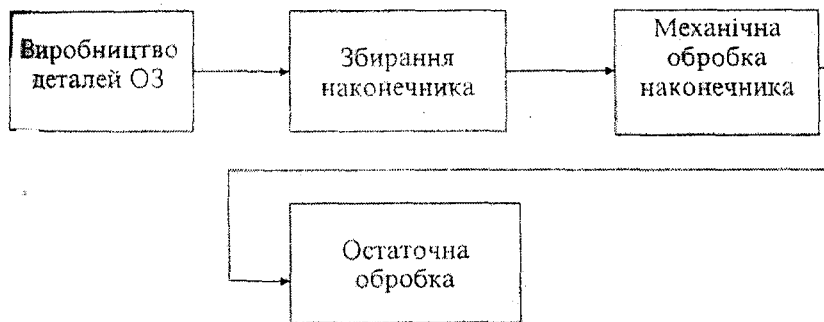 Виробництво
деталей ОЗ
Збирання
наконечника
Механічна
обробка
наконечника
Остаточна
обробка